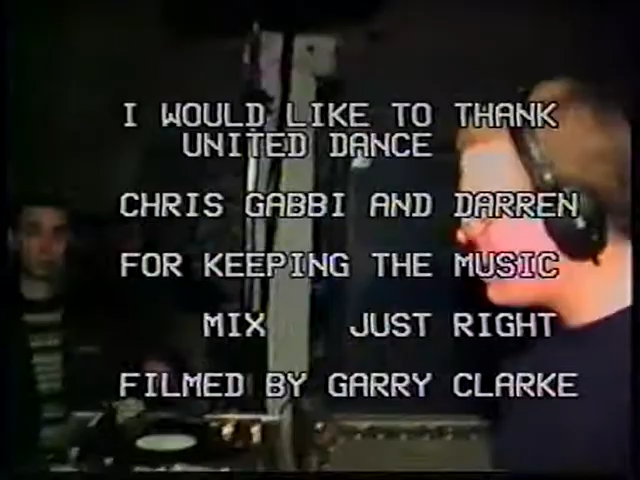 I WOULD LIKE TO THANK
UNITED DANCE
CHRIS GABBI AND DARREN
FOR KEEPING THE MUSIC
MIX JUST RIGHT
FILMED BY GARRY CLARKE